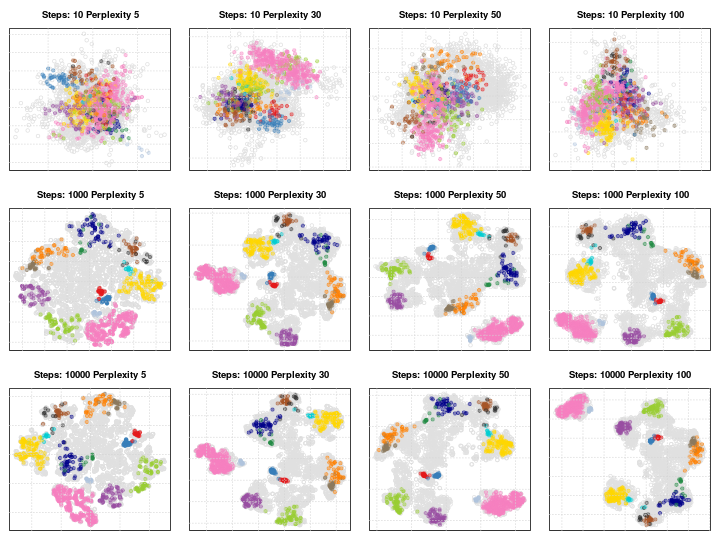 Steps: 10 Perplexity 5
Steps: 10 Perplexity 30
Steps: 10 Perplexity 50
Steps: 10 Perplexity 100
Steps: 1000 Perplexity 5
Steps: 1000 Perplexity 30
Steps: 1000 Perplexity 50
Steps: 1000 Perplexity 100
Steps: 10000 Perplexity 5
Steps: 10000 Perplexity 30
Steps: 10000 Perplexity 50
Steps: 10000 Perplexity 100